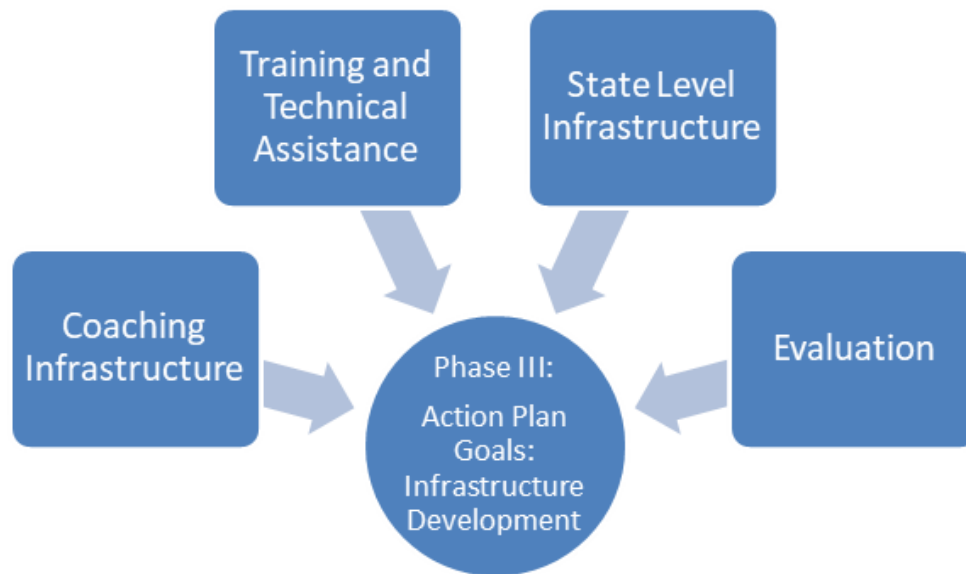 Training and
Technical
Assistance
State Level
Infrastructure
Coaching
Infrastructure
Evaluation
Phase III:
Action Plan
Goals:
Infrastructure
Development